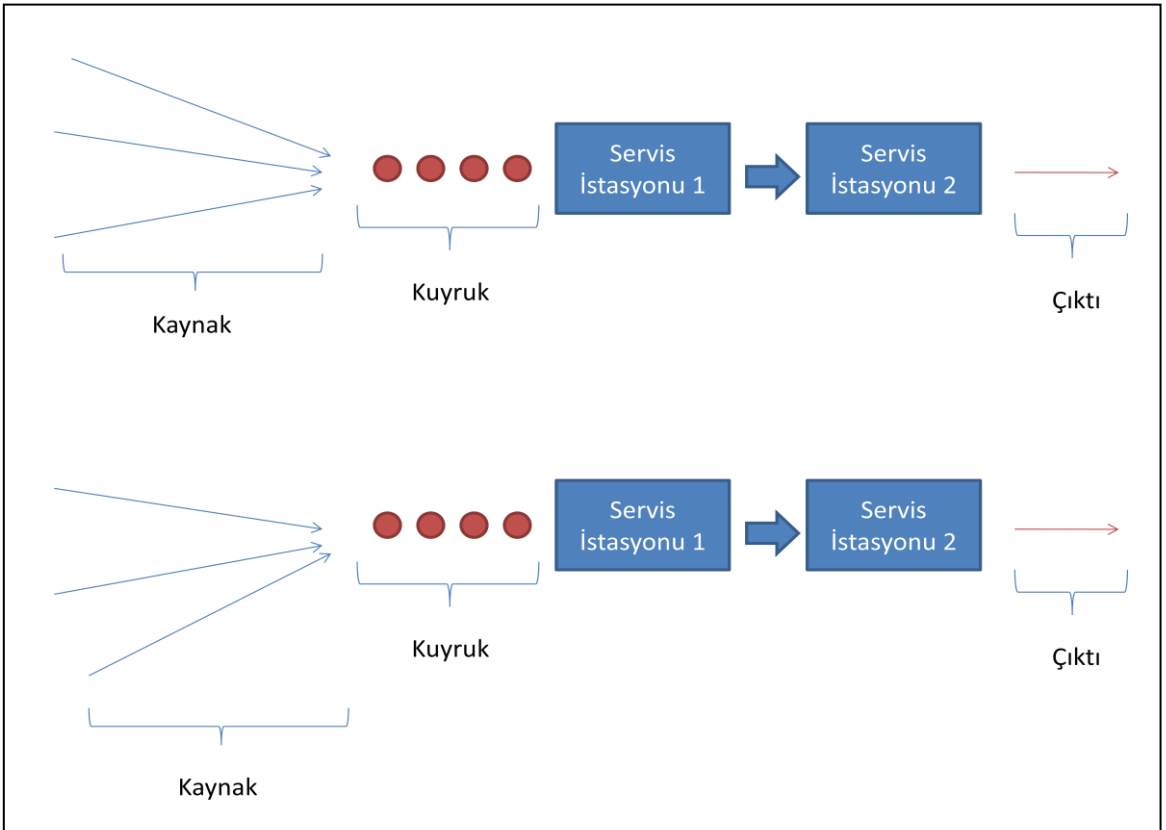 Servis
İstasyonu 1
Servis
İstasyonu 2
Kuyruk
Çıktı
Kaynak
Servis
İstasyonu 1
Servis
İstasyonu 2
Kuyruk
Çıktı
Kaynak